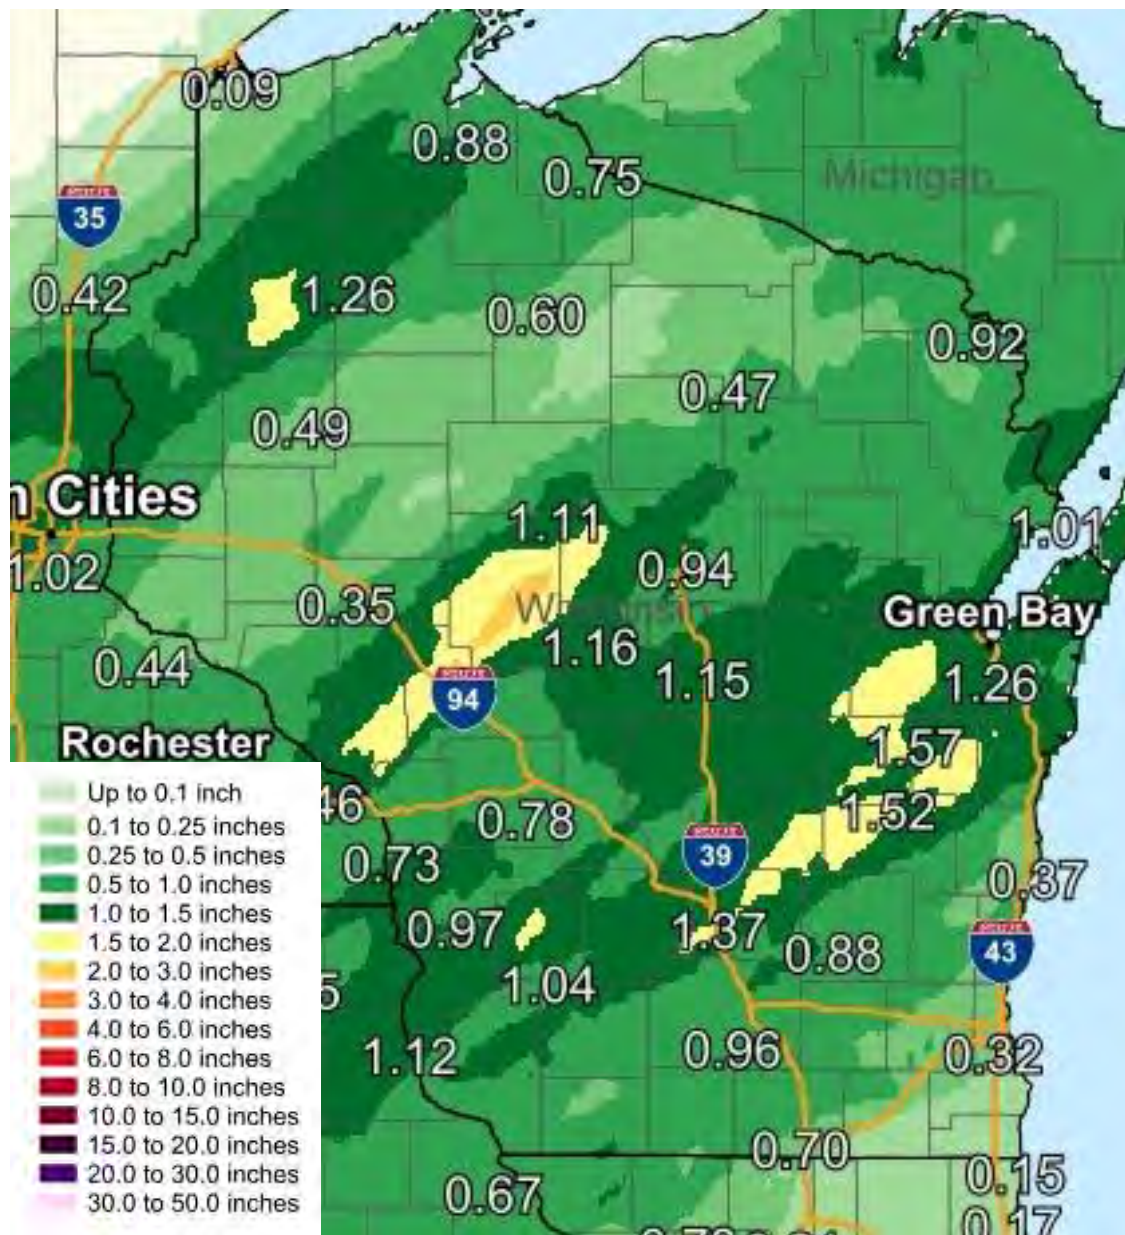 0.09
0.88
0.75
Michigan
ROUTE
35
0.42
1.26
0.60
0.92
0.47
0.49
n Cities
1.11
1.01
1.02
0.94
0.35
Wisconsin
Green Bay
1.16
0.44
1.15
1.26
ROUTE
94
Rochester
1.57
46
0.78
1.52
ROUTE
39
0.73
0.37
0.97
1.37
0.88
ROUTE
43
1.04
5
1.12
0.96
0.32
0.70
0.67
0.15
0.17
Up to 0.1 inch
0.1 to 0.25 inches
0.25 to 0.5 inches
0.5 to 1.0 inches
1.0 to 1.5 inches
1.5 to 2.0 inches
2.0 to 3.0 inches
3.0 to 4.0 inches
4.0 to 6.0 inches
6.0 to 8.0 inches
8.0 to 10.0 inches
10.0 to 15.0 inches
15.0 to 20.0 inches
20.0 to 30.0 inches
30.0 to 50.0 inches